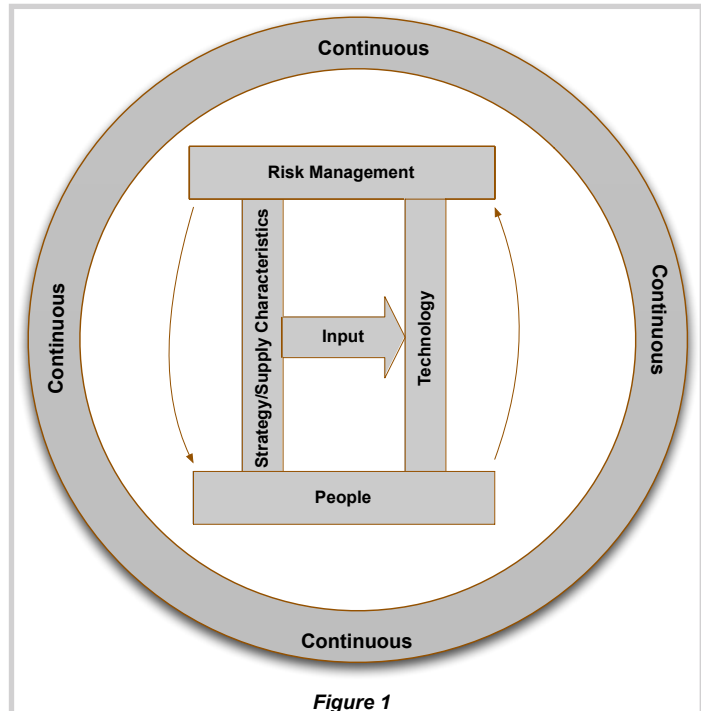 Continuous
Risk Management
Continuous
Strategy/Supply Characteristics
Input
Technology
Continuous
People
Continuous
Figure 1